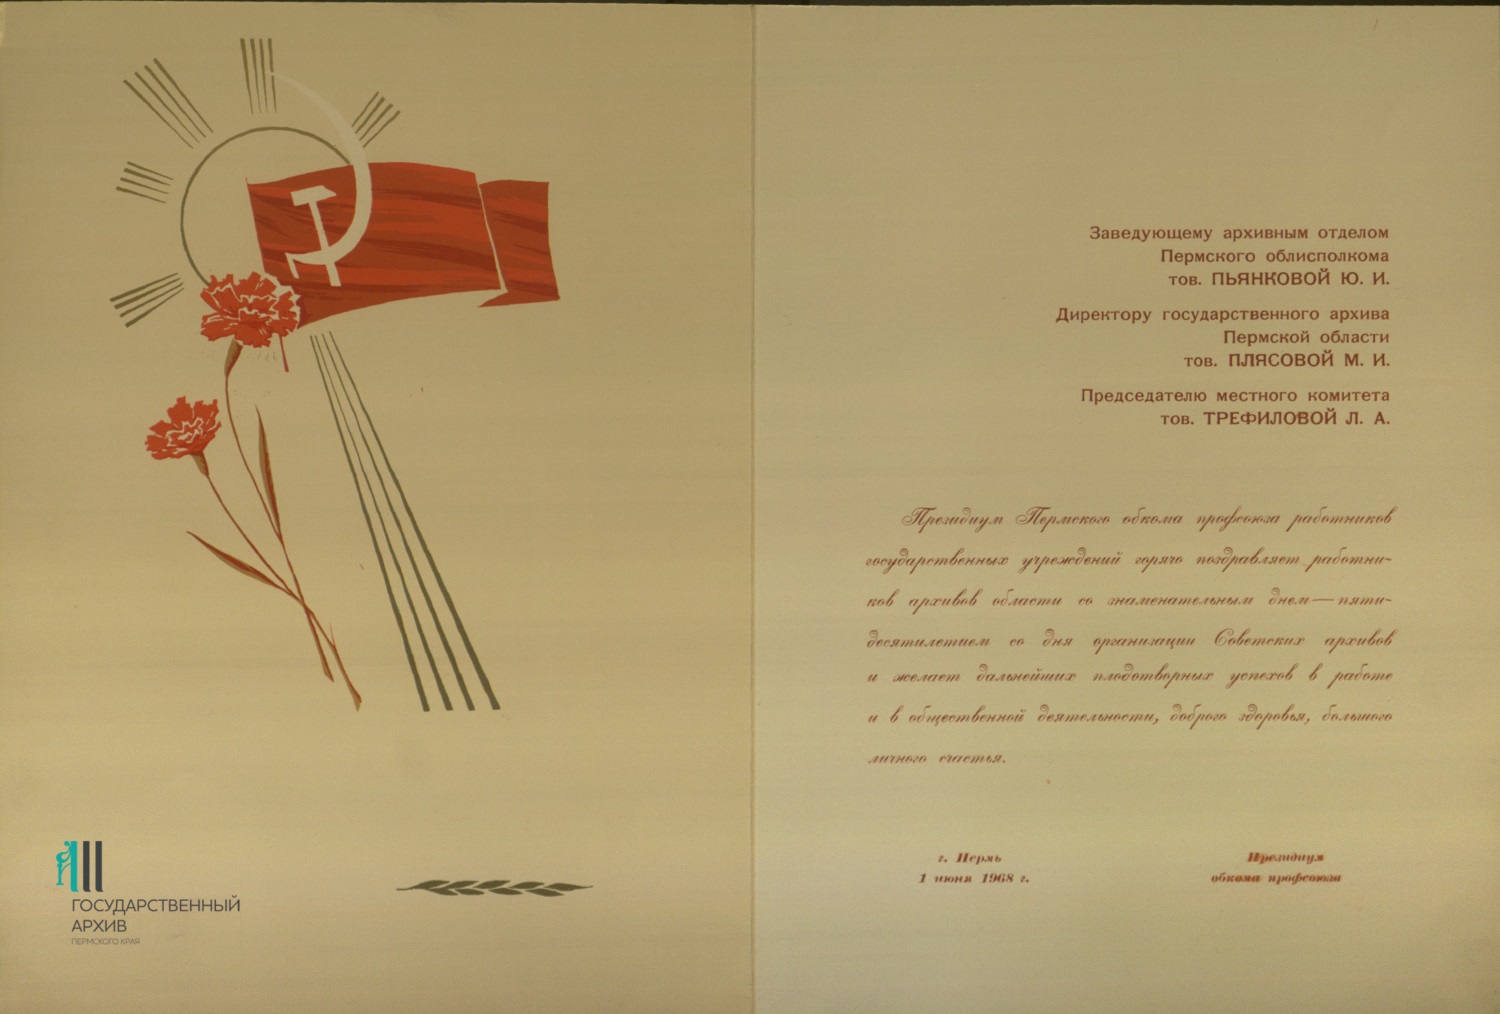 Заведующему архивным отделом
Пермского облисполкома
тов. ПЬЯНКОВОЙ Ю. И.
Директору государственного архива
Пермской области
тов. ПЛЯСОВОЙ М. И.
Председателю местного комитета
тов. ТРЕФИЛОВОЙ Л. А.
Президиум Пермского обкома профсоюза работников
государственных учреждений горячо поздравляет работни-
ков архивов области со знаменательным днем — пяти-
десятилетием со дня организации Советских архивов
и желает дальнейших плодотворных успехов в работе
и в общественной деятельности, доброго здоровья, большого
личного счастья.
г. Пермь
1 июня 1968 г.
Президиум
обкома профсоюза
ГОСУДАРСТВЕННЫЙ
АРХИВ
ПЕРМСКОГО КРАЯ